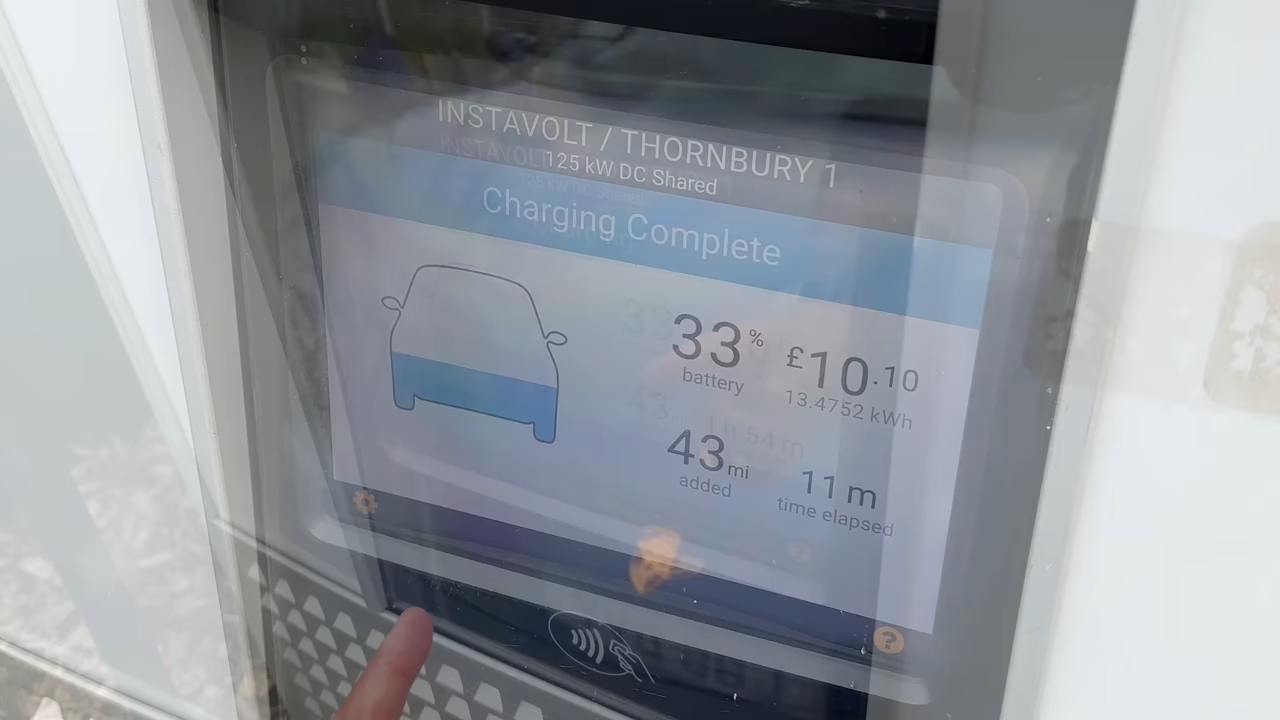 INSTAVOLT / THORNBURY 1
125 kW DC Shared
Charging Complete
33%
battery
£10.10
13.4752 kWh
43 mi
added
11 m
time elapsed
?